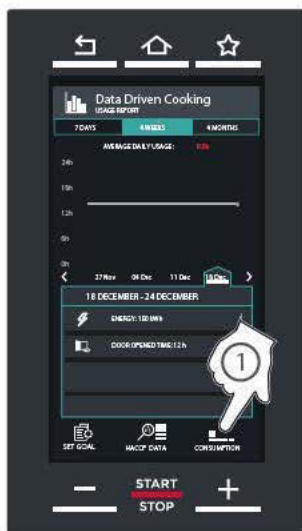 Data Driven Cooking
USAGE REPORT
7 DAYS 4 WEEKS 4 MONTHS
AVERAGE DAILY USAGE:
24h
12h
6h
0h
27 Nov 04 Dec 11 Dec 18 Dec
18 DECEMBER - 24 DECEMBER
ENERGY: 150 kWh
DOOR OPENED TIME: 12 h
1
SET GOAL HACCP DATA CONSUMPTION
START
STOP